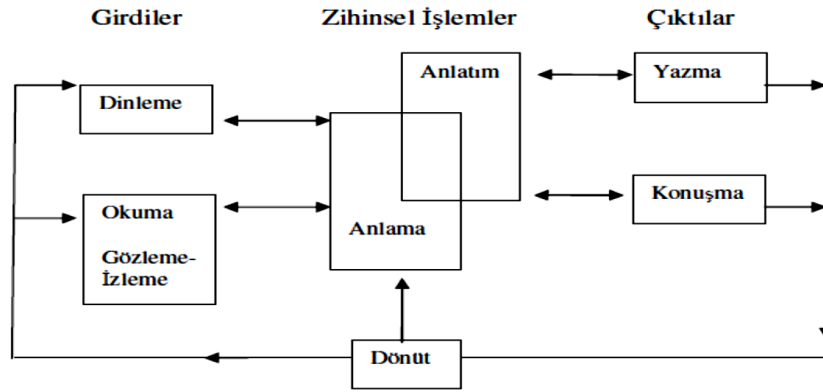 Girdiler
Zihinsel İşlemler
Çıktılar
Anlatım
Yazma
Dinleme
Konuşma
Okuma
Anlama
Gözleme-
İzleme
Dönüt